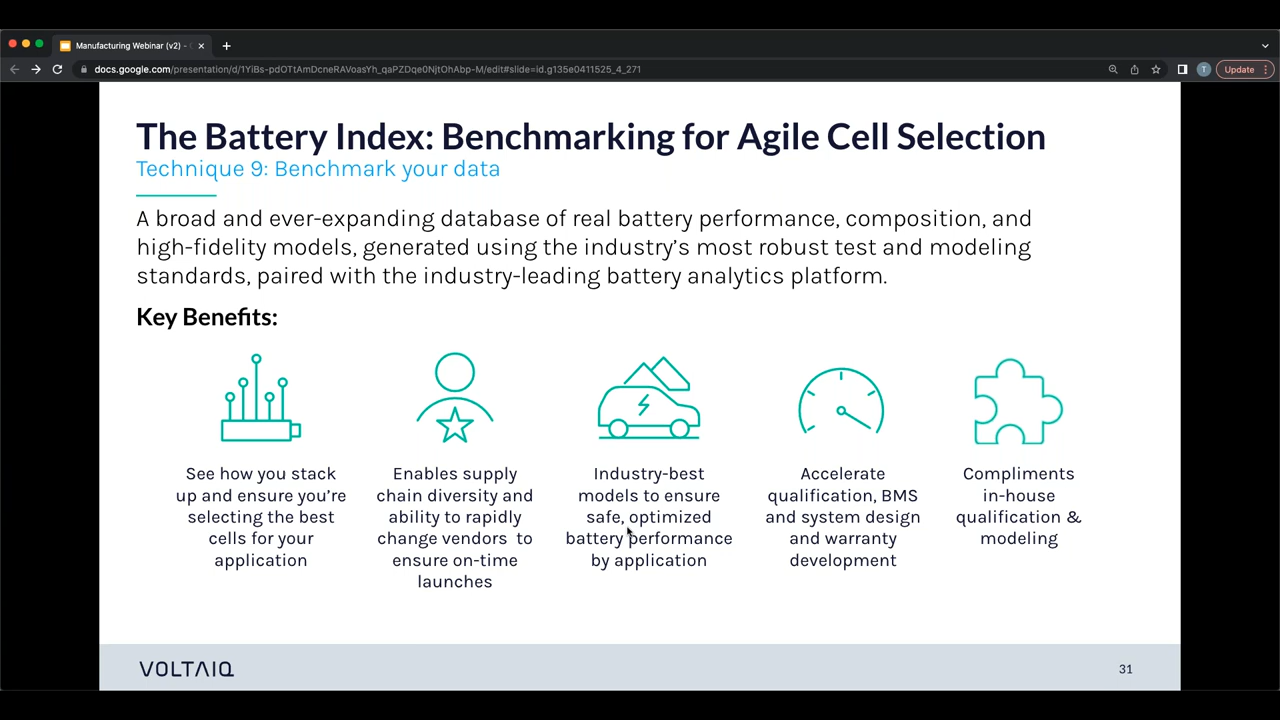 Manufacturing Webinar (v2) -
docs.google.com/presentation/d/1YiBs-pdOTtAmDcneRAVoasYh_qaPZDqe0NjtOhAbp-M/edit#slide=id.g135e0411525_4_271
T
Update
The Battery Index: Benchmarking for Agile Cell Selection
Technique 9: Benchmark your data
A broad and ever-expanding database of real battery performance, composition, and
high-fidelity models, generated using the industry’s most robust test and modeling
standards, paired with the industry-leading battery analytics platform.
Key Benefits:
See how you stack
up and ensure you’re
selecting the best
cells for your
application
Enables supply
chain diversity and
ability to rapidly
change vendors to
ensure on-time
launches
Industry-best
models to ensure
safe, optimized
battery performance
by application
Accelerate
qualification, BMS
and system design
and warranty
development
Compliments
in-house
qualification &
modeling
VOLTAIQ
31